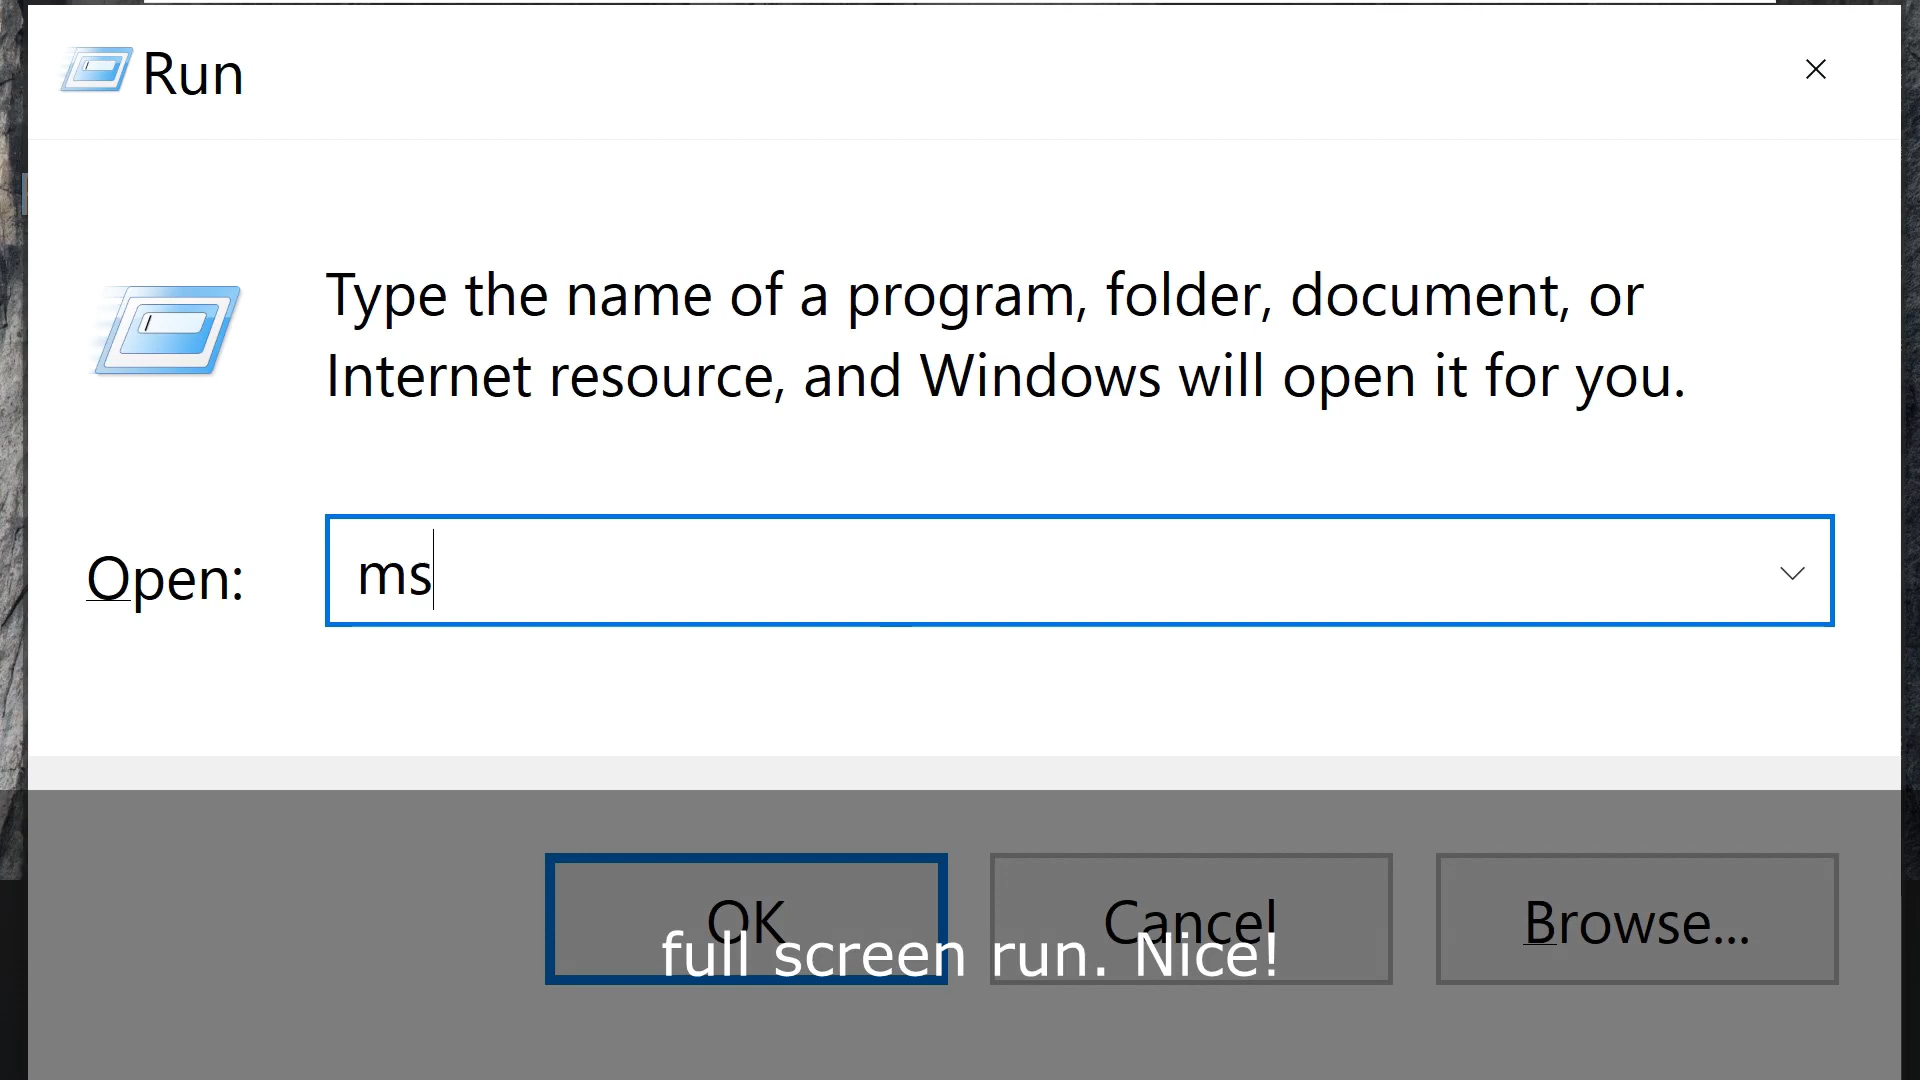 Run
Type the name of a program, folder, document, or
Internet resource, and Windows will open it for you.
Open:
ms
OK
Cancel
Browse...
full screen run. Nice!